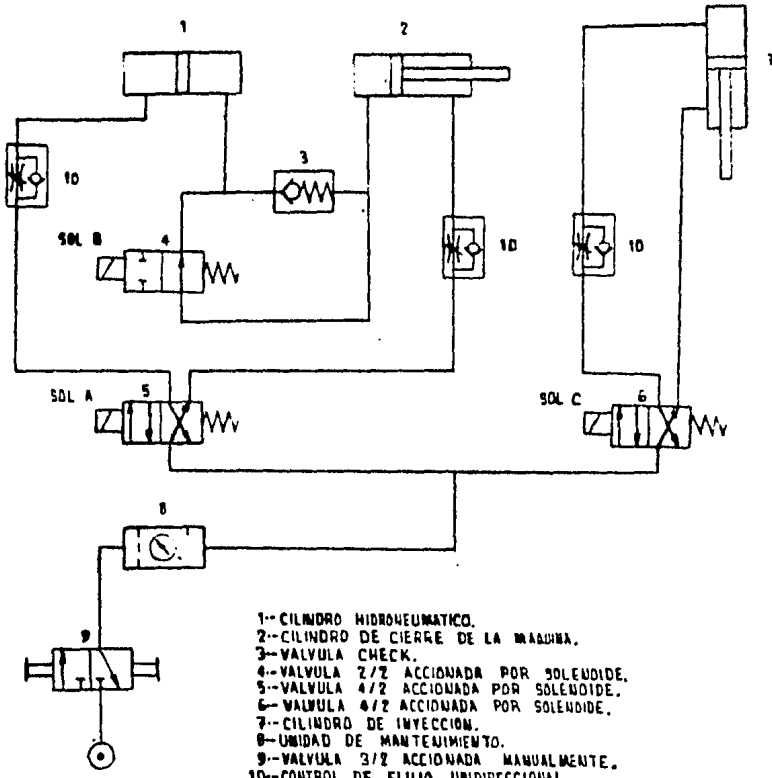 1
2
7
10
3
SOL B
4
10
10
SOL A
5
SOL C
6
8
9
1--CILINDRO HIDRONEUMATICO.
2--CILINDRO DE CIERRE DE LA MAQUINA.
3--VALVULA CHECK.
4--VALVULA 2/2 ACCIONADA POR SOLENOIDE.
5--VALVULA 4/2 ACCIONADA POR SOLENOIDE.
6--VALVULA 4/2 ACCIONADA POR SOLENOIDE.
7--CILINDRO DE INYECCION.
8--UNIDAD DE MANTENIMIENTO.
9--VALVULA 3/2 ACCIONADA MANUALMENTE.
10--CONTROL DE FLUJO UNIDIRECCIONAL